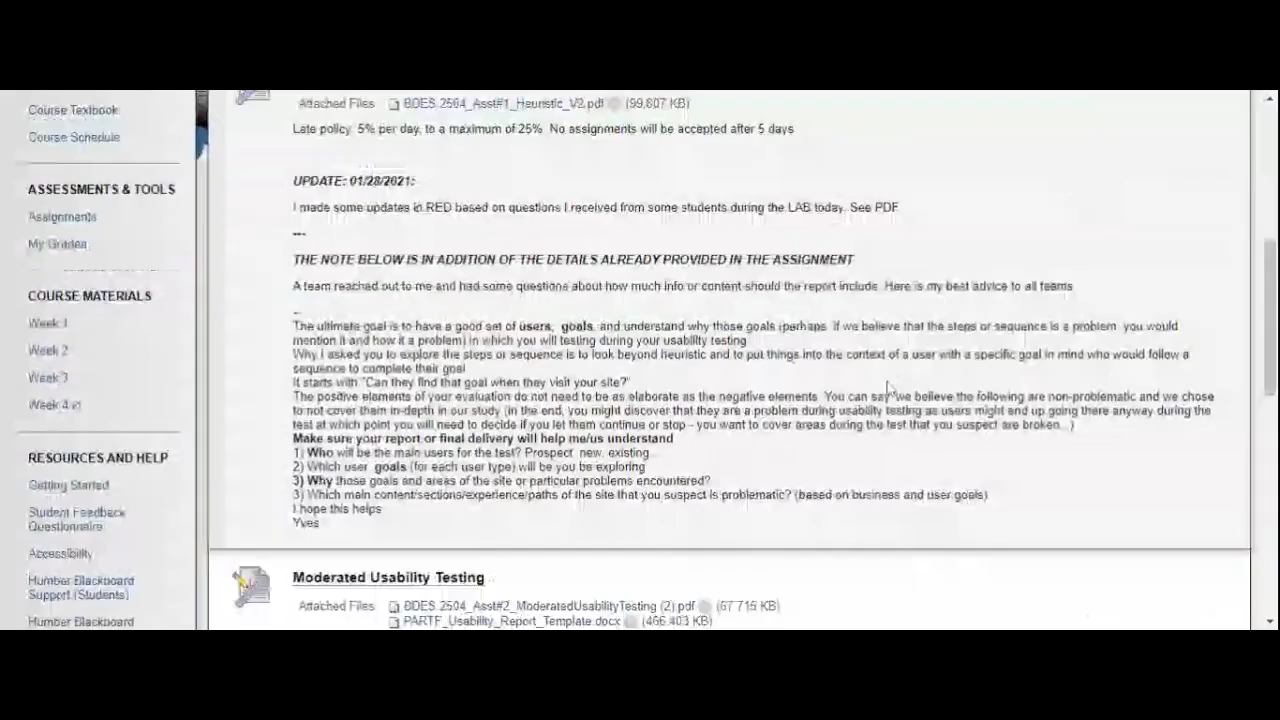 Course Textbook
Course Schedule
ASSESSMENTS & TOOLS
Assignments
My Grades
COURSE MATERIALS
Week 1
Week 2
Week 3
Week 4
RESOURCES AND HELP
Getting Started
Student Feedback
Questionnaire
Accessibility
Humber Blackboard
Support (Students)
Humber Blackboard
Attached Files BDES 2504_Asst#1_Heuristic_V2.pdf (99.807 KB)
Late policy: 5% per day, to a maximum of 25% No assignments will be accepted after 5 days
UPDATE: 01/28/2021:
I made some updates in RED based on questions I received from some students during the LAB today. See PDF
---
THE NOTE BELOW IS IN ADDITION OF THE DETAILS ALREADY PROVIDED IN THE ASSIGNMENT
A team reached out to me and had some questions about how much info or content should the report include. Here is my best advice to all teams
--
The ultimate goal is to have a good set of users, goals, and understand why those goals (perhaps, if we believe that the steps or sequence is a problem, you would
mention it and how it a problem) in which you will testing during your usability testing
Why I asked you to explore the steps or sequence is to look beyond heuristic and to put things into the context of a user with a specific goal in mind who would follow a
sequence to complete their goal
It starts with "Can they find that goal when they visit your site?"
The positive elements of your evaluation do not need to be as elaborate as the negative elements. You can say we believe the following are non-problematic and we chose
to not cover them in-depth in our study (in the end, you might discover that they are a problem during usability testing as users might end up going there anyway during the
test at which point you will need to decide if you let them continue or stop - you want to cover areas during the test that you suspect are broken...)
Make sure your report or final delivery will help me/us understand
1) Who will be the main users for the test? Prospect, new, existing...
2) Which user goals (for each user type) will be you be exploring
3) Why those goals and areas of the site or particular problems encountered?
3) Which main content/sections/experience/paths of the site that you suspect is problematic? (based on business and user goals)
I hope this helps
Yves
Moderated Usability Testing
Attached Files BDES 2504_Asst#2_ModeratedUsabilityTesting (2).pdf (67.715 KB)
PARTF_Usability_Report_Template.docx (466.403 KB)